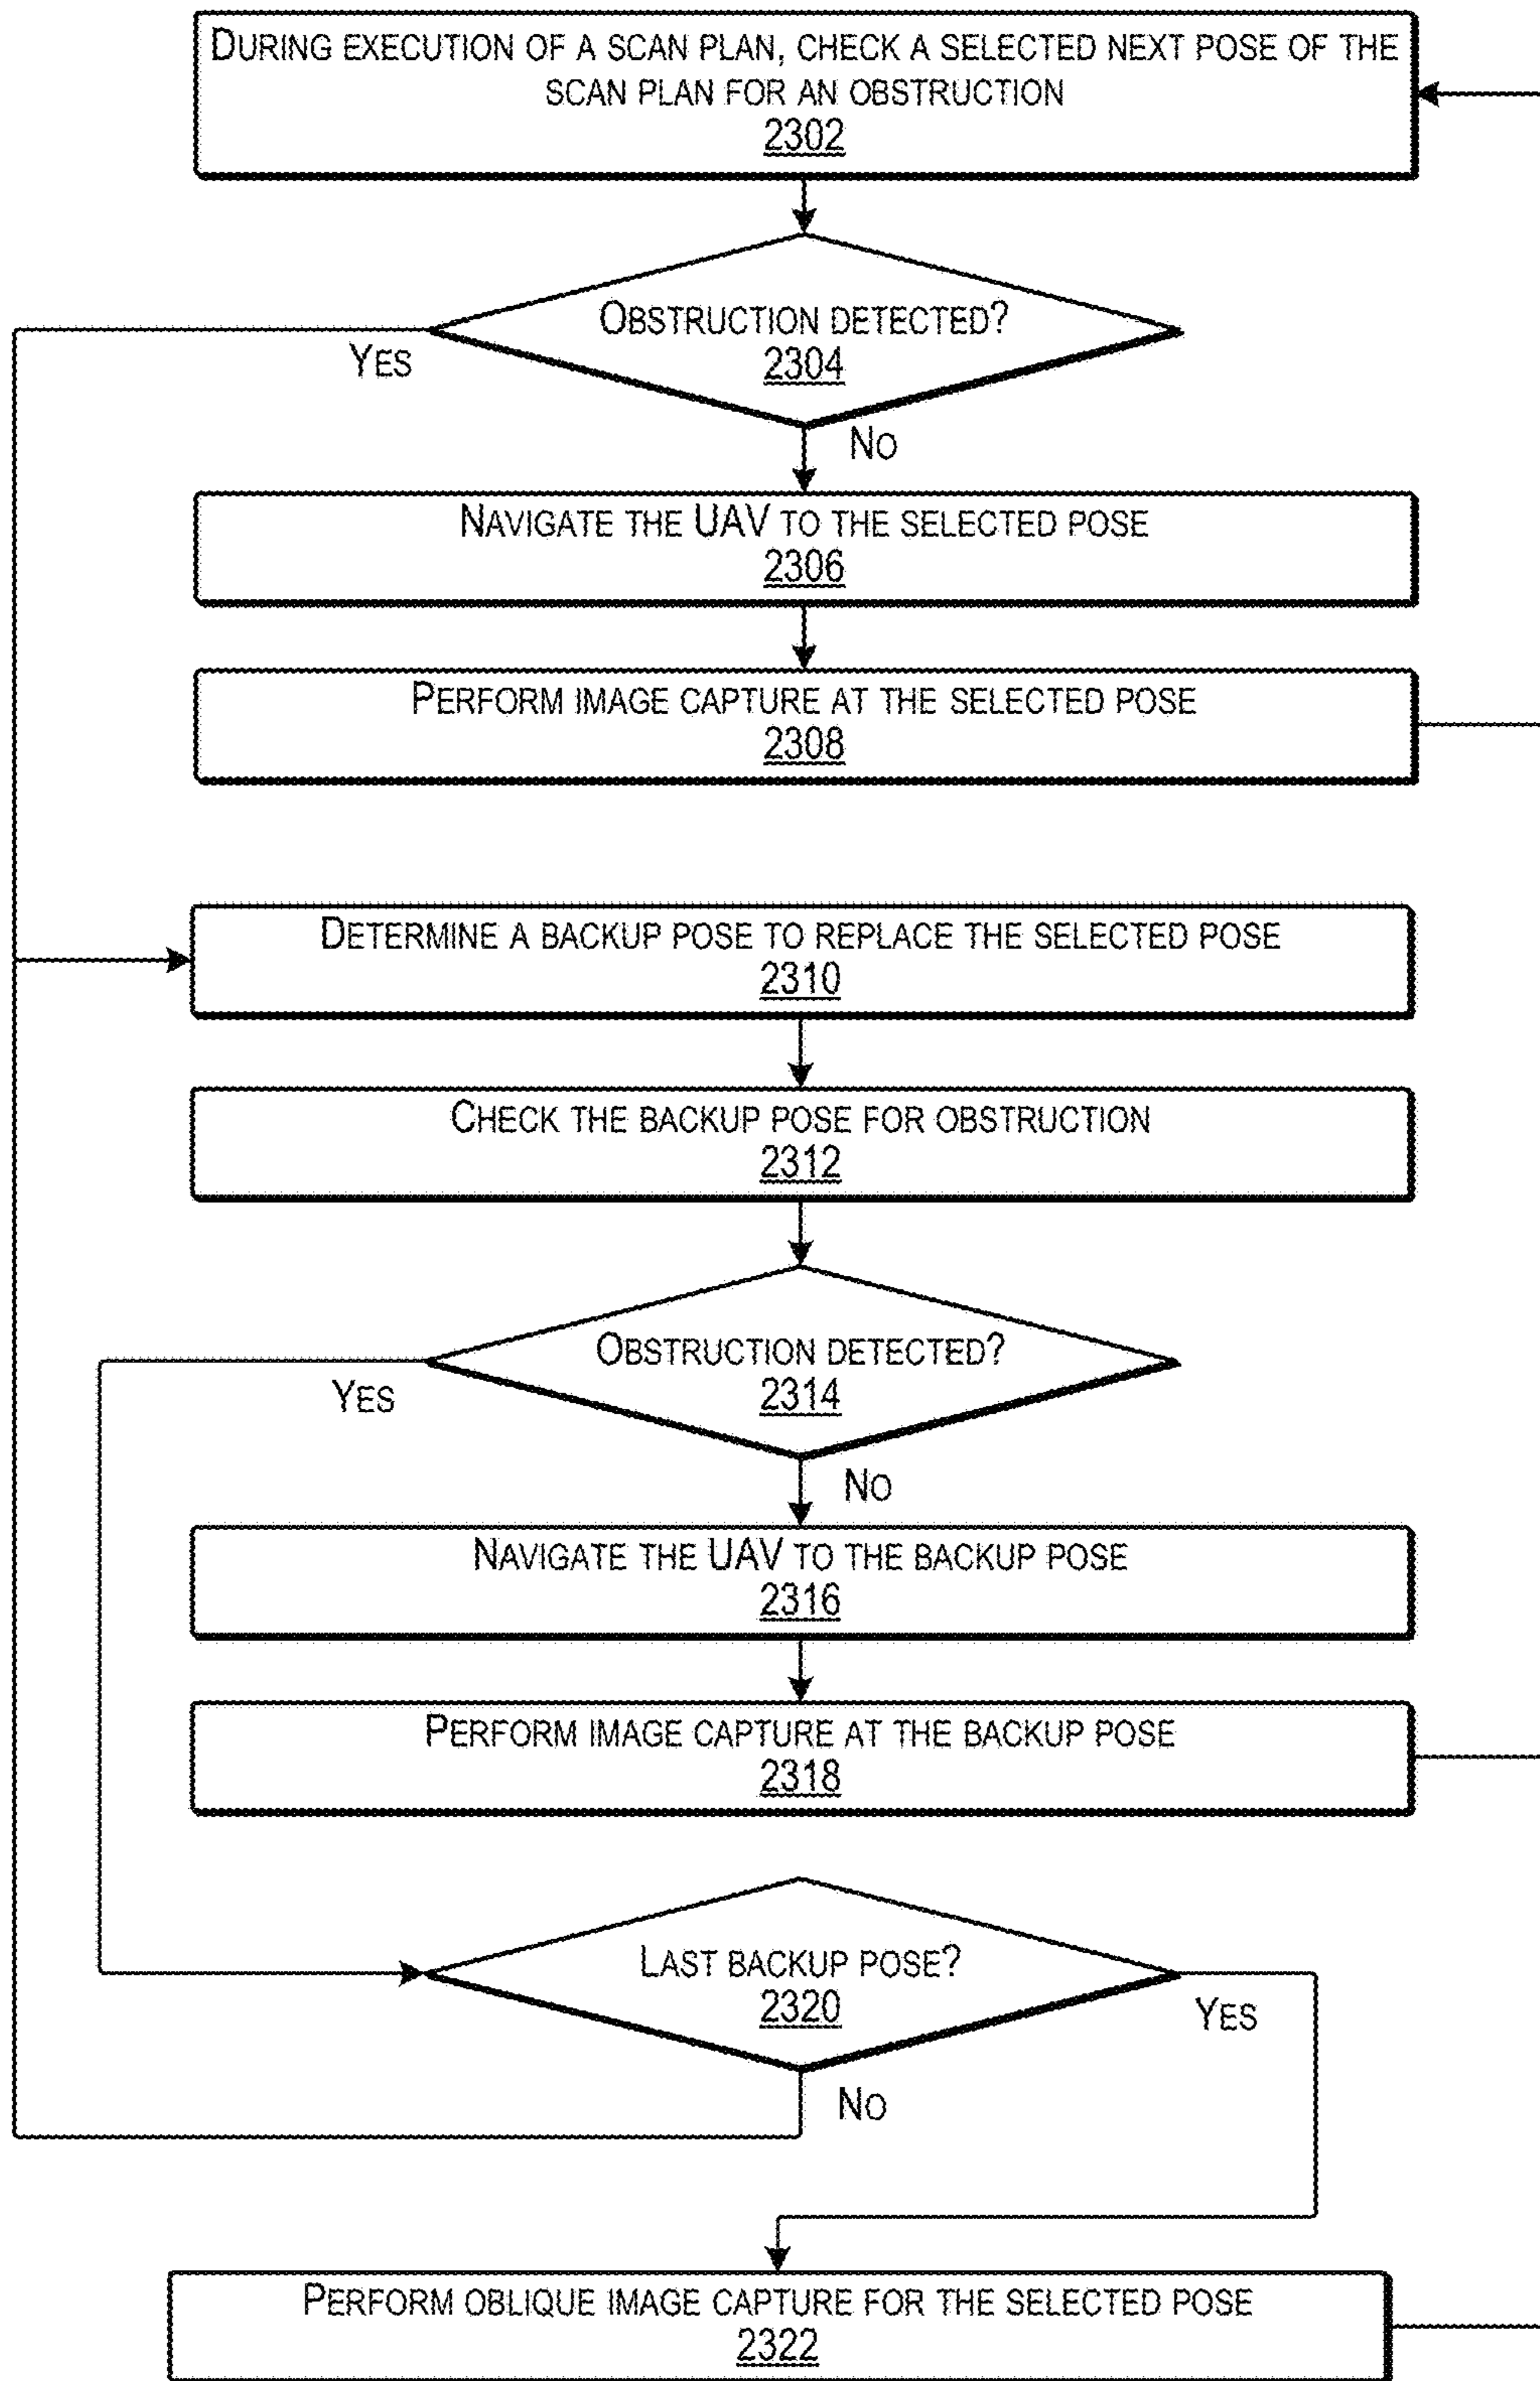 DURING EXECUTION OF A SCAN PLAN, CHECK A SELECTED NEXT POSE OF THE
SCAN PLAN FOR AN OBSTRUCTION
2302
OBSTRUCTION DETECTED?
2304
YES
NO
NAVIGATE THE UAV TO THE SELECTED POSE
2306
PERFORM IMAGE CAPTURE AT THE SELECTED POSE
2308
DETERMINE A BACKUP POSE TO REPLACE THE SELECTED POSE
2310
CHECK THE BACKUP POSE FOR OBSTRUCTION
2312
OBSTRUCTION DETECTED?
2314
YES
NO
NAVIGATE THE UAV TO THE BACKUP POSE
2316
PERFORM IMAGE CAPTURE AT THE BACKUP POSE
2318
LAST BACKUP POSE?
2320
YES
NO
PERFORM OBLIQUE IMAGE CAPTURE FOR THE SELECTED POSE
2322